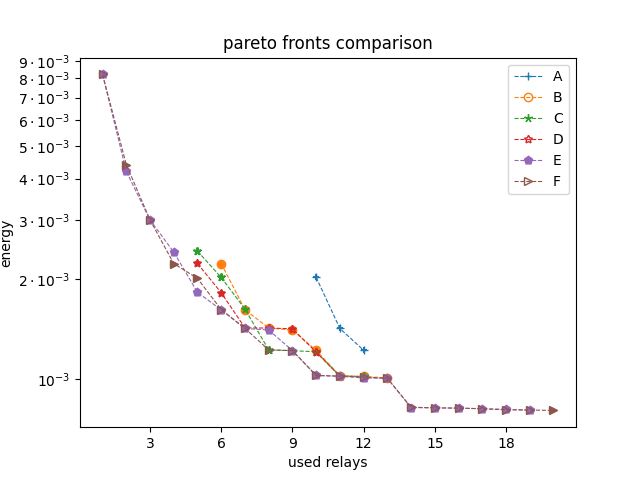 pareto fronts comparison
9·10⁻³
8·10⁻³
7·10⁻³
6·10⁻³
5·10⁻³
4·10⁻³
3·10⁻³
2·10⁻³
10⁻³
energy
A
B
C
D
E
F
3 6 9 12 15 18
used relays